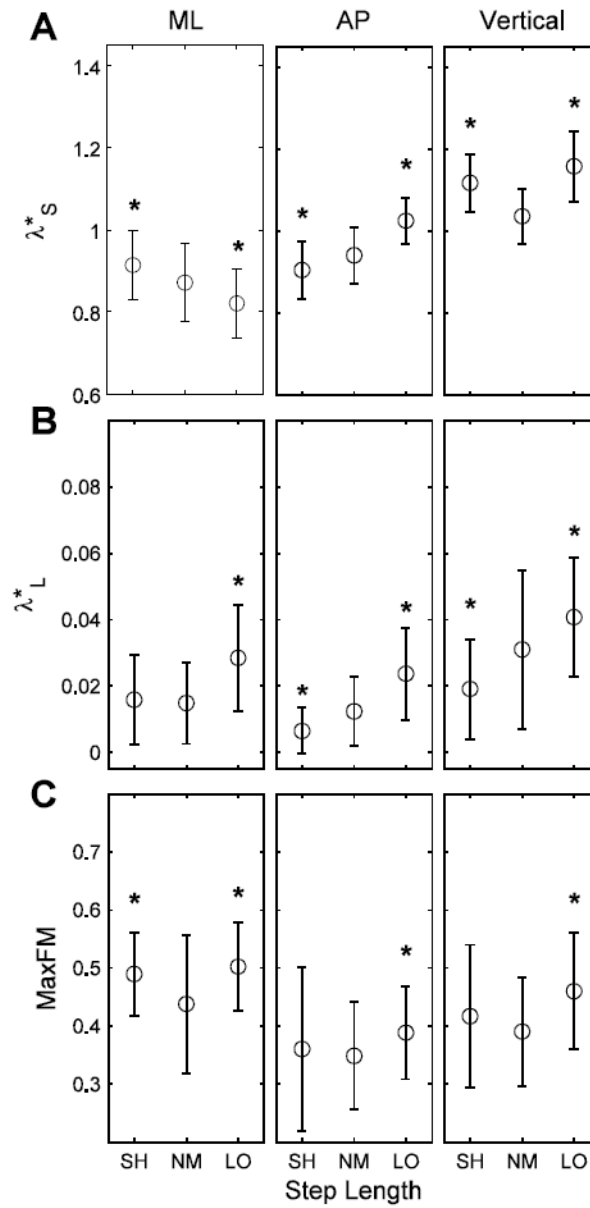 A
ML
AP
Vertical
1.4
1.2
1
0.8
0.6
λ*S
* * * * * *
B
0.08
0.06
0.04
0.02
0
λ*L
* * * * *
C
0.7
0.6
0.5
0.4
0.3
MaxFM
* * * *
SH NM LO SH NM LO SH NM LO
Step Length